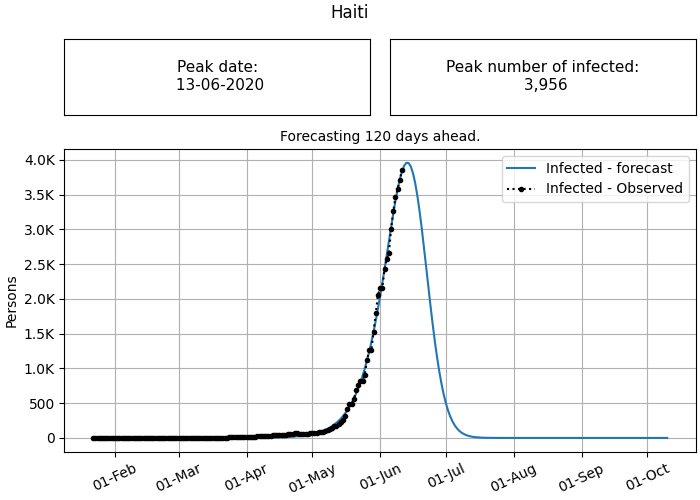 Haiti
Peak date:
13-06-2020
Peak number of infected:
3,956
Forecasting 120 days ahead.
Infected - forecast
Infected - Observed
4.0K
3.5K
3.0K
2.5K
2.0K
1.5K
1.0K
500
0
Persons
01-Feb
01-Mar
01-Apr
01-May
01-Jun
01-Jul
01-Aug
01-Sep
01-Oct